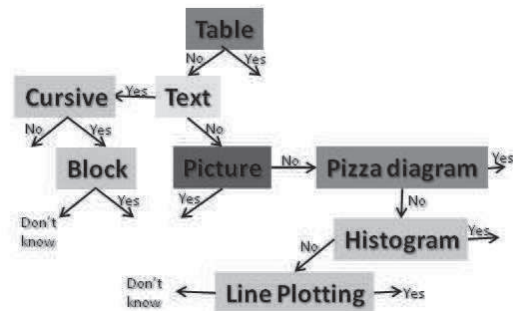 Table
No Yes
Cursive Yes Text
No Yes No
Block Picture No Pizza diagram Yes
Don't know Yes Yes No
Histogram Yes
No
Don't know Line Plotting Yes